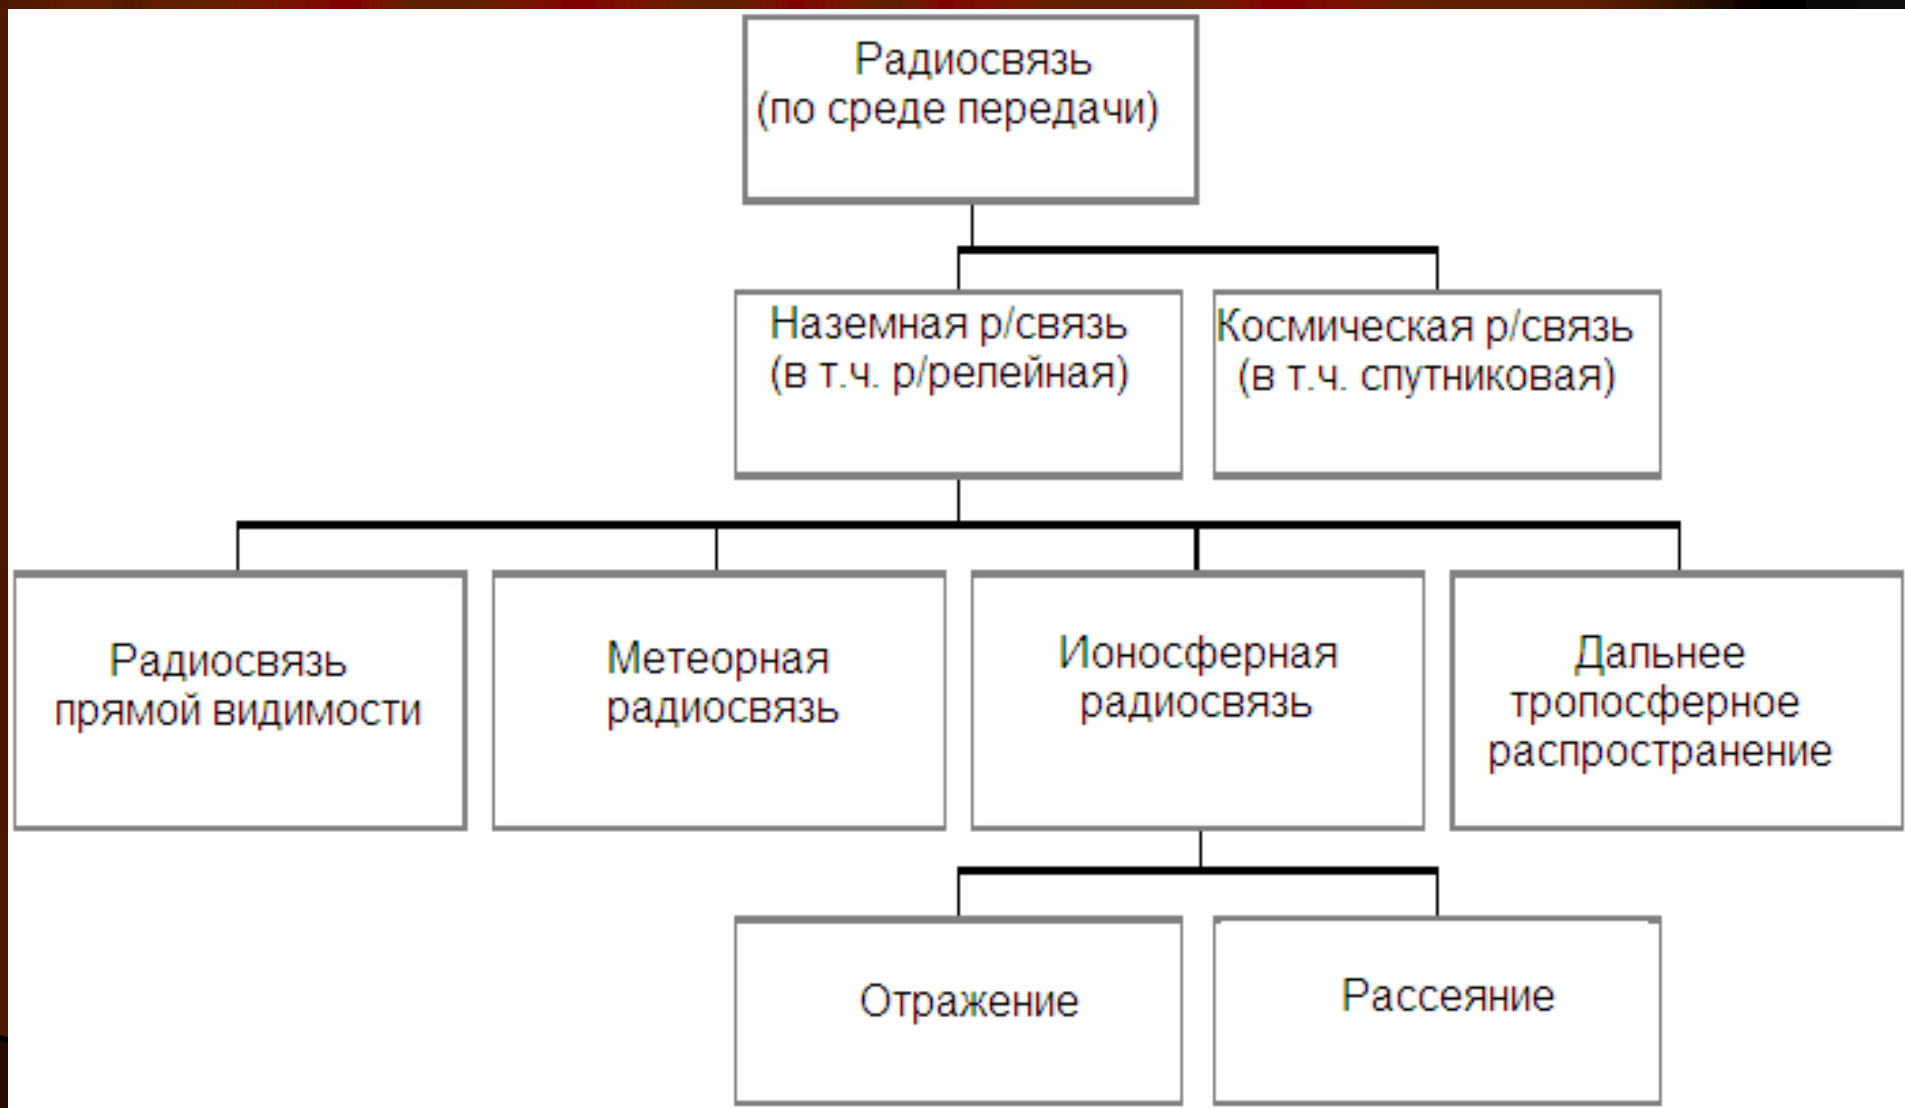 Радиосвязь
(по среде передачи)
Наземная р/связь
(в т.ч. р/релейная)
Космическая р/связь
(в т.ч. спутниковая)
Радиосвязь
прямой видимости
Метеорная
радиосвязь
Ионосферная
радиосвязь
Дальнее
тропосферное
распространение
Отражение
Рассеяние